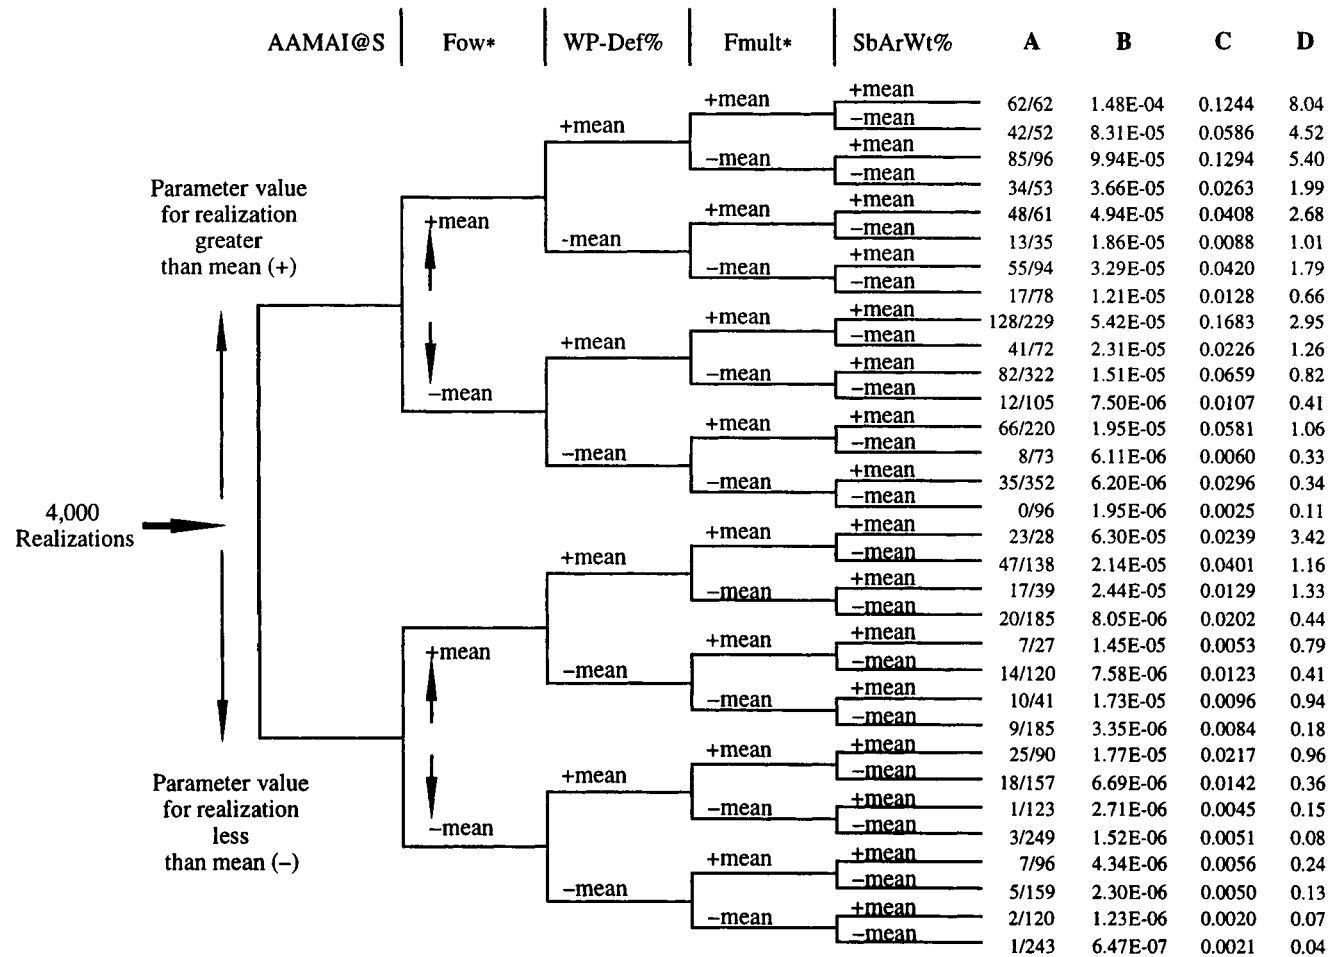 AAMAI@S Fow* WP-Def% Fmult* SbArWt% A B C D
+mean
+mean 62/62 1.48E-04 0.1244 8.04
−mean
+mean 42/52 8.31E-05 0.0586 4.52
+mean
−mean 85/96 9.94E-05 0.1294 5.40
−mean
34/53 3.66E-05 0.0263 1.99
Parameter value
for realization
greater
than mean (+)
+mean
+mean
+mean 48/61 4.94E-05 0.0408 2.68
−mean
-mean 13/35 1.86E-05 0.0088 1.01
+mean
−mean 55/94 3.29E-05 0.0420 1.79
−mean
17/78 1.21E-05 0.0128 0.66
+mean
+mean 128/229 5.42E-05 0.1683 2.95
−mean
+mean 41/72 2.31E-05 0.0226 1.26
+mean
−mean 82/322 1.51E-05 0.0659 0.82
−mean
−mean 12/105 7.50E-06 0.0107 0.41
+mean
+mean 66/220 1.95E-05 0.0581 1.06
−mean
−mean 8/73 6.11E-06 0.0060 0.33
+mean
−mean 35/352 6.20E-06 0.0296 0.34
−mean
0/96 1.95E-06 0.0025 0.11
4,000
Realizations
+mean
+mean 23/28 6.30E-05 0.0239 3.42
−mean
+mean 47/138 2.14E-05 0.0401 1.16
+mean
−mean 17/39 2.44E-05 0.0129 1.33
−mean
20/185 8.05E-06 0.0202 0.44
+mean
+mean
+mean 7/27 1.45E-05 0.0053 0.79
−mean
−mean 14/120 7.58E-06 0.0123 0.41
+mean
−mean 10/41 1.73E-05 0.0096 0.94
−mean
9/185 3.35E-06 0.0084 0.18
+mean
+mean 25/90 1.77E-05 0.0217 0.96
−mean
+mean 18/157 6.69E-06 0.0142 0.36
Parameter value
for realization
less
than mean (−)
+mean
−mean 1/123 2.71E-06 0.0045 0.15
−mean
−mean 3/249 1.52E-06 0.0051 0.08
+mean
+mean 7/96 4.34E-06 0.0056 0.24
−mean
−mean 5/159 2.30E-06 0.0050 0.13
+mean
−mean 2/120 1.23E-06 0.0020 0.07
−mean
1/243 6.47E-07 0.0021 0.04